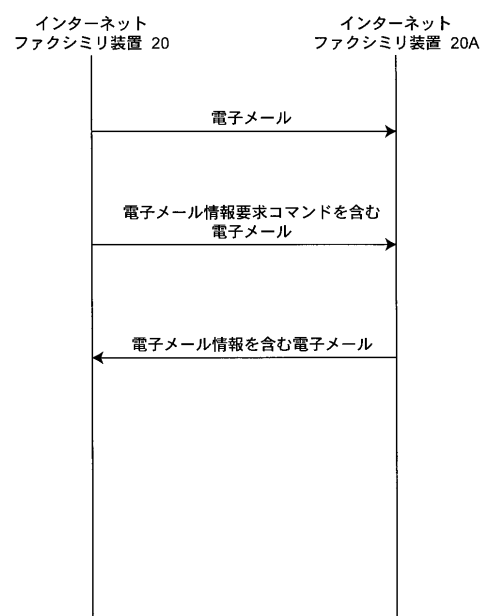 インターネット
ファクシミリ装置 20
インターネット
ファクシミリ装置 20A
電子メール
電子メール情報要求コマンドを含む
電子メール
電子メール情報を含む電子メール